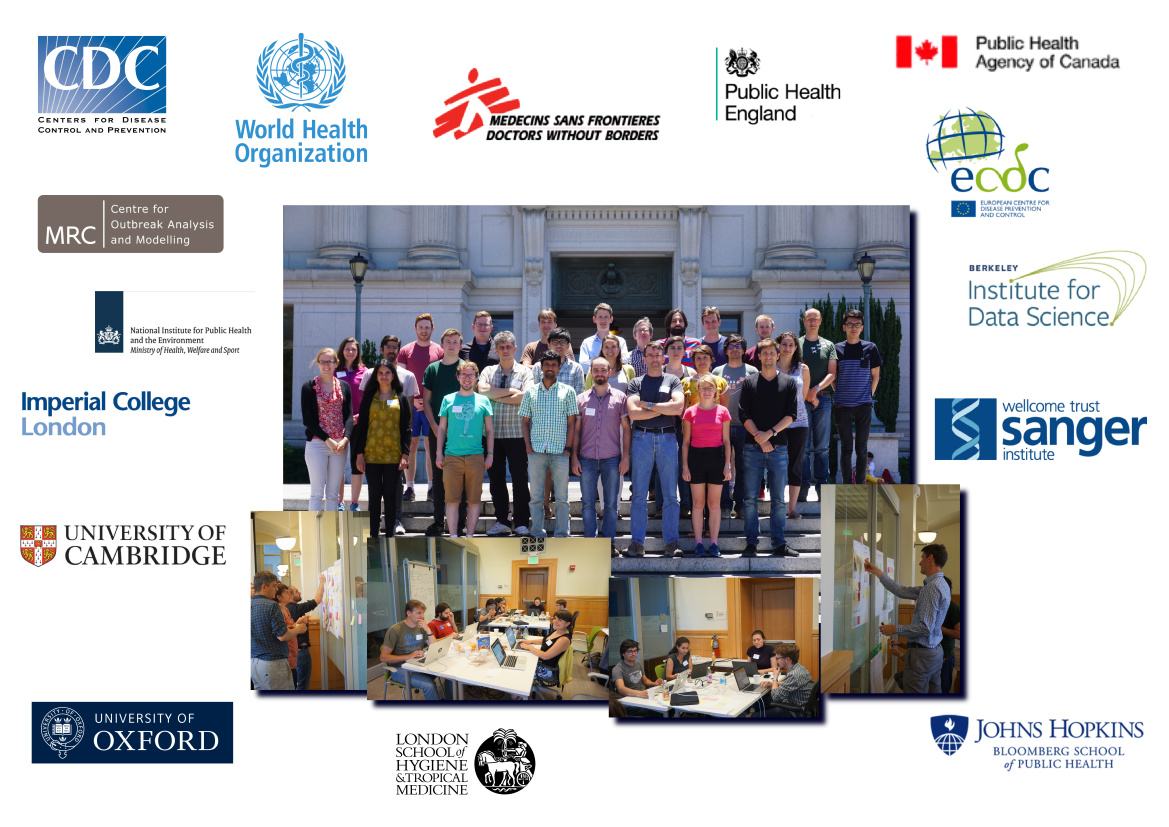 CDC
CENTERS FOR DISEASE
CONTROL AND PREVENTION
World Health
Organization
MEDECINS SANS FRONTIERES
DOCTORS WITHOUT BORDERS
Public Health
England
Public Health
Agency of Canada
ecdc
EUROPEAN CENTRE FOR
DISEASE PREVENTION
AND CONTROL
MRC
Centre for
Outbreak Analysis
and Modelling
BERKELEY
Institute for
Data Science
National Institute for Public Health
and the Environment
Ministry of Health, Welfare and Sport
Imperial College
London
wellcome trust
sanger
institute
UNIVERSITY OF
CAMBRIDGE
UNIVERSITY OF
OXFORD
LONDON
SCHOOL of
HYGIENE
& TROPICAL
MEDICINE
JOHNS HOPKINS
BLOOMBERG SCHOOL
of PUBLIC HEALTH